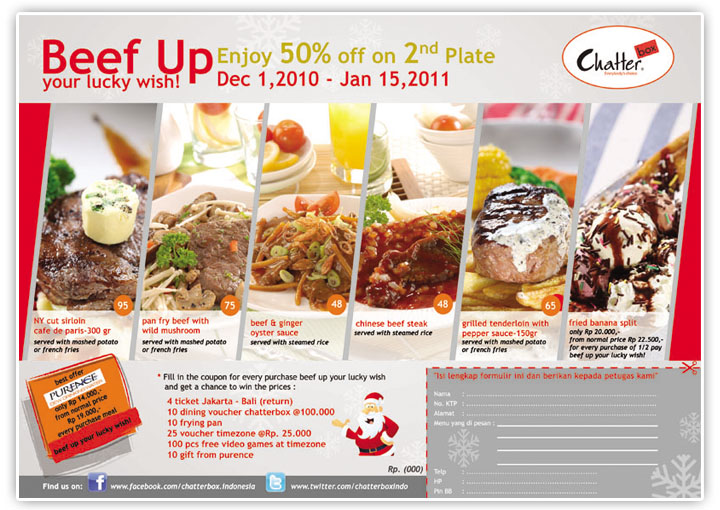 Beef Up
your lucky wish!
Enjoy 50% off on 2nd Plate
Dec 1,2010 - Jan 15,2011
Chatter box
Everybody's Dines
95
NY cut sirloin
cafe de paris-300 gr
served with mashed potato
or french fries
75
pan fry beef with
wild mushroom
served with mashed potato
or french fries
48
beef & ginger
oyster sauce
served with steamed rice
48
chinese beef steak
served with steamed rice
65
grilled tenderloin with
pepper sauce-150gr
served with mashed potato
or french fries
fried banana split
only Rp 20.000,-
from normal price Rp 22.500,-
for every purchase of 1/2 pay
beef up your lucky wish!
best offer
PURENCE
only Rp 14.000,-
from normal price
Rp 19.000,-
every purchase meal
beef up your lucky wish!
* Fill in the coupon for every purchase beef up your lucky wish
and get a chance to win the prices :
4 ticket Jakarta - Bali (return)
10 dining voucher chatterbox @100.000
10 frying pan
25 voucher timezone @Rp. 25.000
100 pcs free video games at timezone
10 gift from purence
Rp. (000)
Find us on:
www.facebook.com/chatterbox.indonesia
www.twitter.com/chatterboxindo
"Isi lengkap formulir ini dan berikan kepada petugas kami"
Nama :
No. KTP :
Alamat :
Menu yang di pesan :
Telp :
HP :
Pin BB :